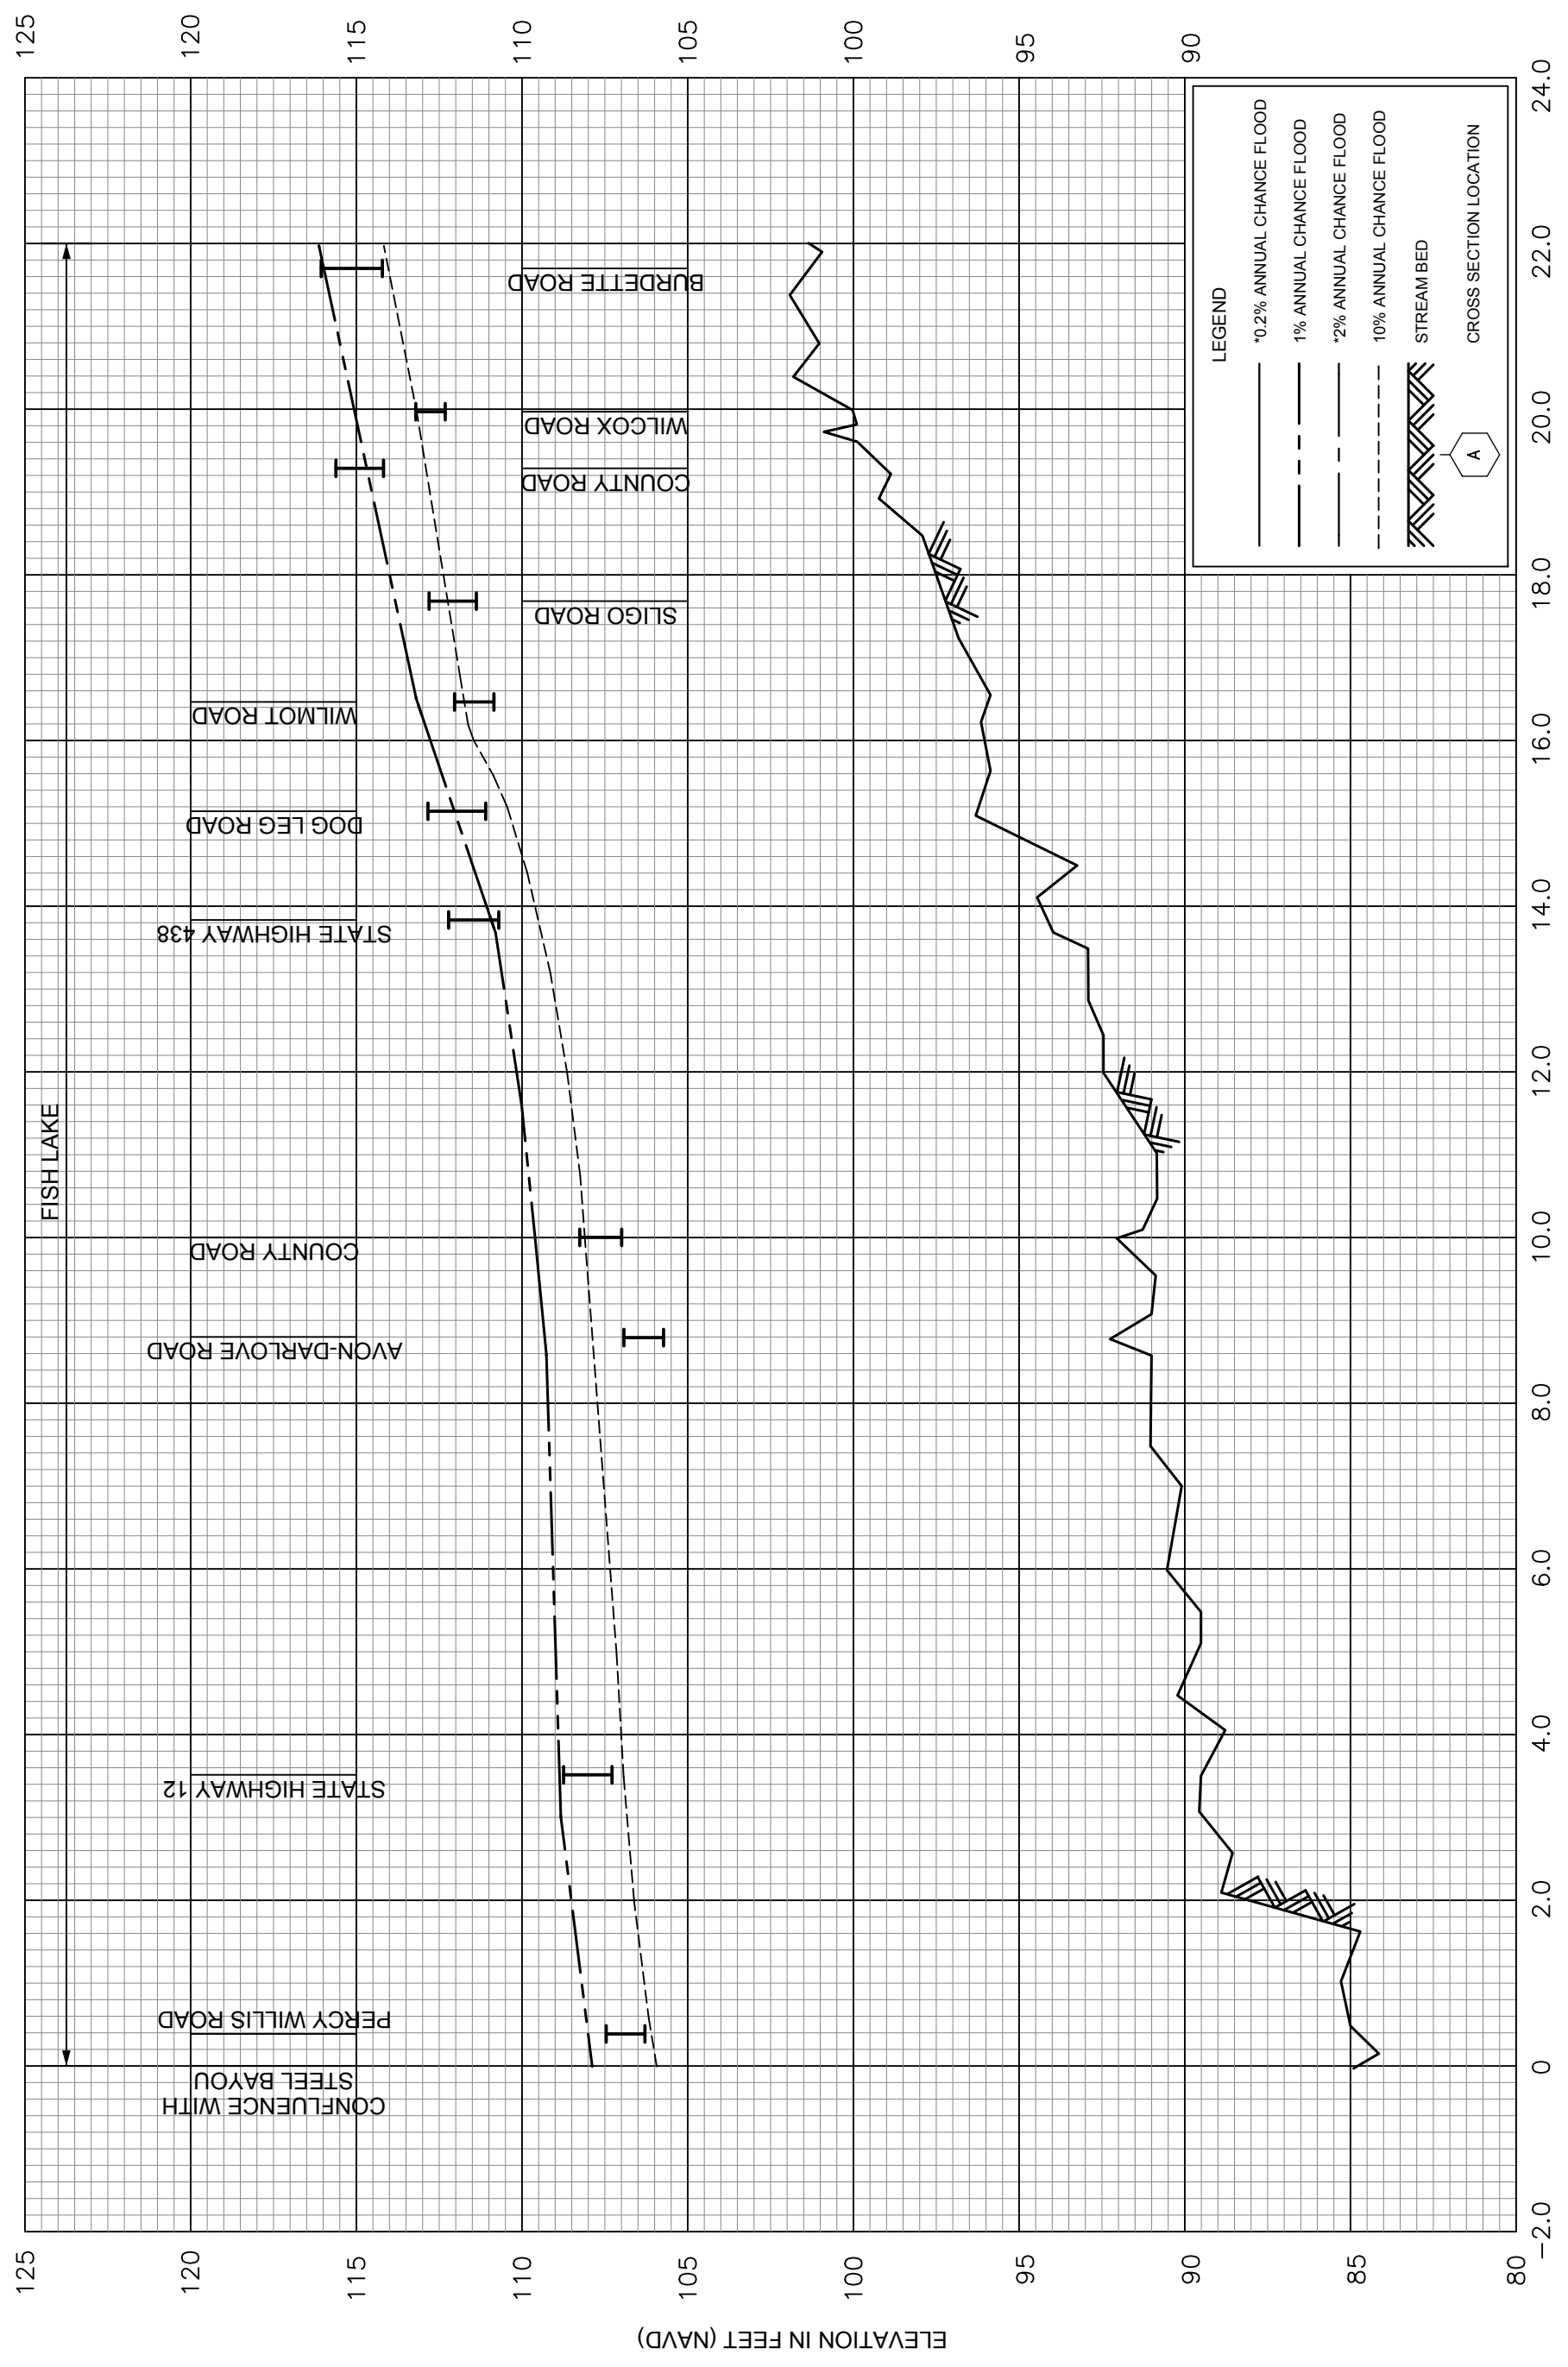 125
120
115
110
105
100
95
90
FISH LAKE
CONFLUENCE WITH
STEEL BAYOU
PERCY WILLIS ROAD
STATE HIGHWAY 12
AVON-DARLOVE ROAD
COUNTY ROAD
STATE HIGHWAY 438
DOG LEG ROAD
WILMOT ROAD
SLIGO ROAD
COUNTY ROAD
WILCOX ROAD
BURDETTE ROAD
LEGEND
*0.2% ANNUAL CHANCE FLOOD
1% ANNUAL CHANCE FLOOD
*2% ANNUAL CHANCE FLOOD
10% ANNUAL CHANCE FLOOD
STREAM BED
A
CROSS SECTION LOCATION
ELEVATION IN FEET (NAVD)
125
120
115
110
105
100
95
90
85
80
-2.0
0
2.0
4.0
6.0
8.0
10.0
12.0
14.0
16.0
18.0
20.0
22.0
24.0